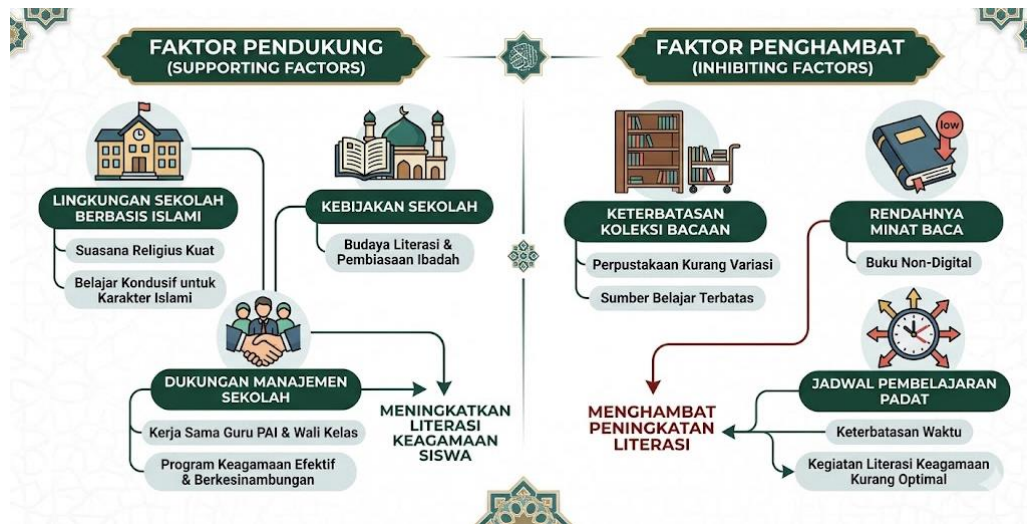 FAKTOR PENDUKUNG
(SUPPORTING FACTORS)
LINGKUNGAN SEKOLAH
BERBASIS ISLAMI
Suasana Religius Kuat
Belajar Kondusif untuk
Karakter Islami
KEBIJAKAN SEKOLAH
Budaya Literasi &
Pembiasaan Ibadah
DUKUNGAN MANAJEMEN
SEKOLAH
Kerja Sama Guru PAI & Wali Kelas
Program Keagamaan Efektif
& Berkesinambungan
MENINGKATKAN
LITERASI
KEAGAMAAN
SISWA
FAKTOR PENGHAMBAT
(INHIBITING FACTORS)
KETERBATASAN
KOLEKSI BACAAN
Perpustakaan Kurang Variasi
Sumber Belajar Terbatas
low
RENDAHNYA
MINAT BACA
Buku Non-Digital
JADWAL PEMBELAJARAN
PADAT
Keterbatasan Waktu
Kegiatan Literasi Keagamaan
Kurang Optimal
MENGHAMBAT
PENINGKATAN
LITERASI